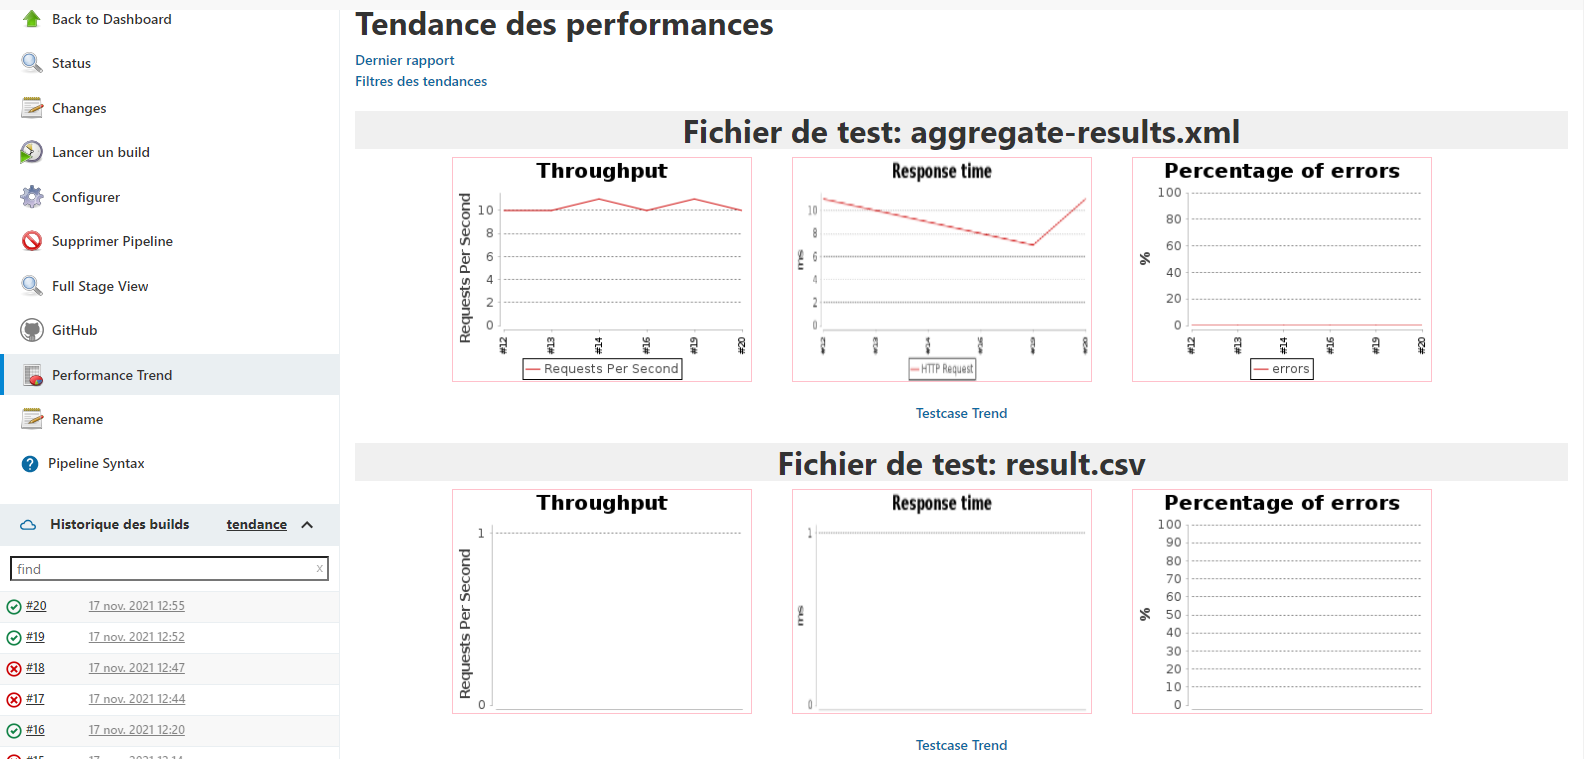 Back to Dashboard
Status
Changes
Lancer un build
Configurer
Supprimer Pipeline
Full Stage View
GitHub
Performance Trend
Rename
Pipeline Syntax
Historique des builds tendance
find x
#20 17 nov. 2021 12:55
#19 17 nov. 2021 12:52
#18 17 nov. 2021 12:47
#17 17 nov. 2021 12:44
#16 17 nov. 2021 12:20
Tendance des performances
Dernier rapport
Filtres des tendances
Fichier de test: aggregate-results.xml
Throughput
Requests Per Second
10
8
6
4
2
0
#12 #13 #14 #16 #19 #20
Requests Per Second
Response time
ms
10
8
6
4
2
0
#12 #13 #14 #16 #19 #20
HTTP Request
Percentage of errors
%
100
80
60
40
20
0
#12 #13 #14 #16 #19 #20
errors
Testcase Trend
Fichier de test: result.csv
Throughput
Requests Per Second
1
0
Response time
ms
1
0
Percentage of errors
%
100
90
80
70
60
50
40
30
20
10
0
Testcase Trend